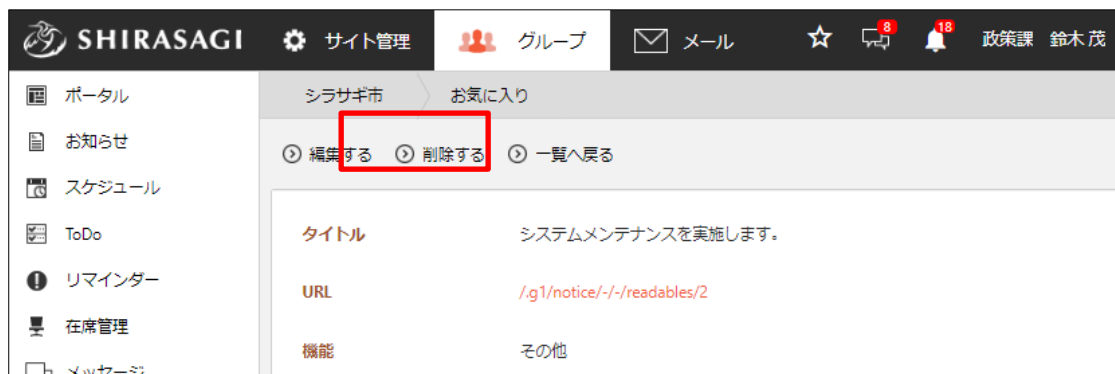 SHIRASAGI サイト管理 グループ メール 8 18 政策課 鈴木 茂
ポータル
お知らせ
スケジュール
ToDo
リマインダー
在席管理
メッセージ
シラサギ市 お気に入り
編集する 削除する 一覧へ戻る
タイトル システムメンテナンスを実施します。
URL /.g1/notice/-/-/readables/2
機能 その他